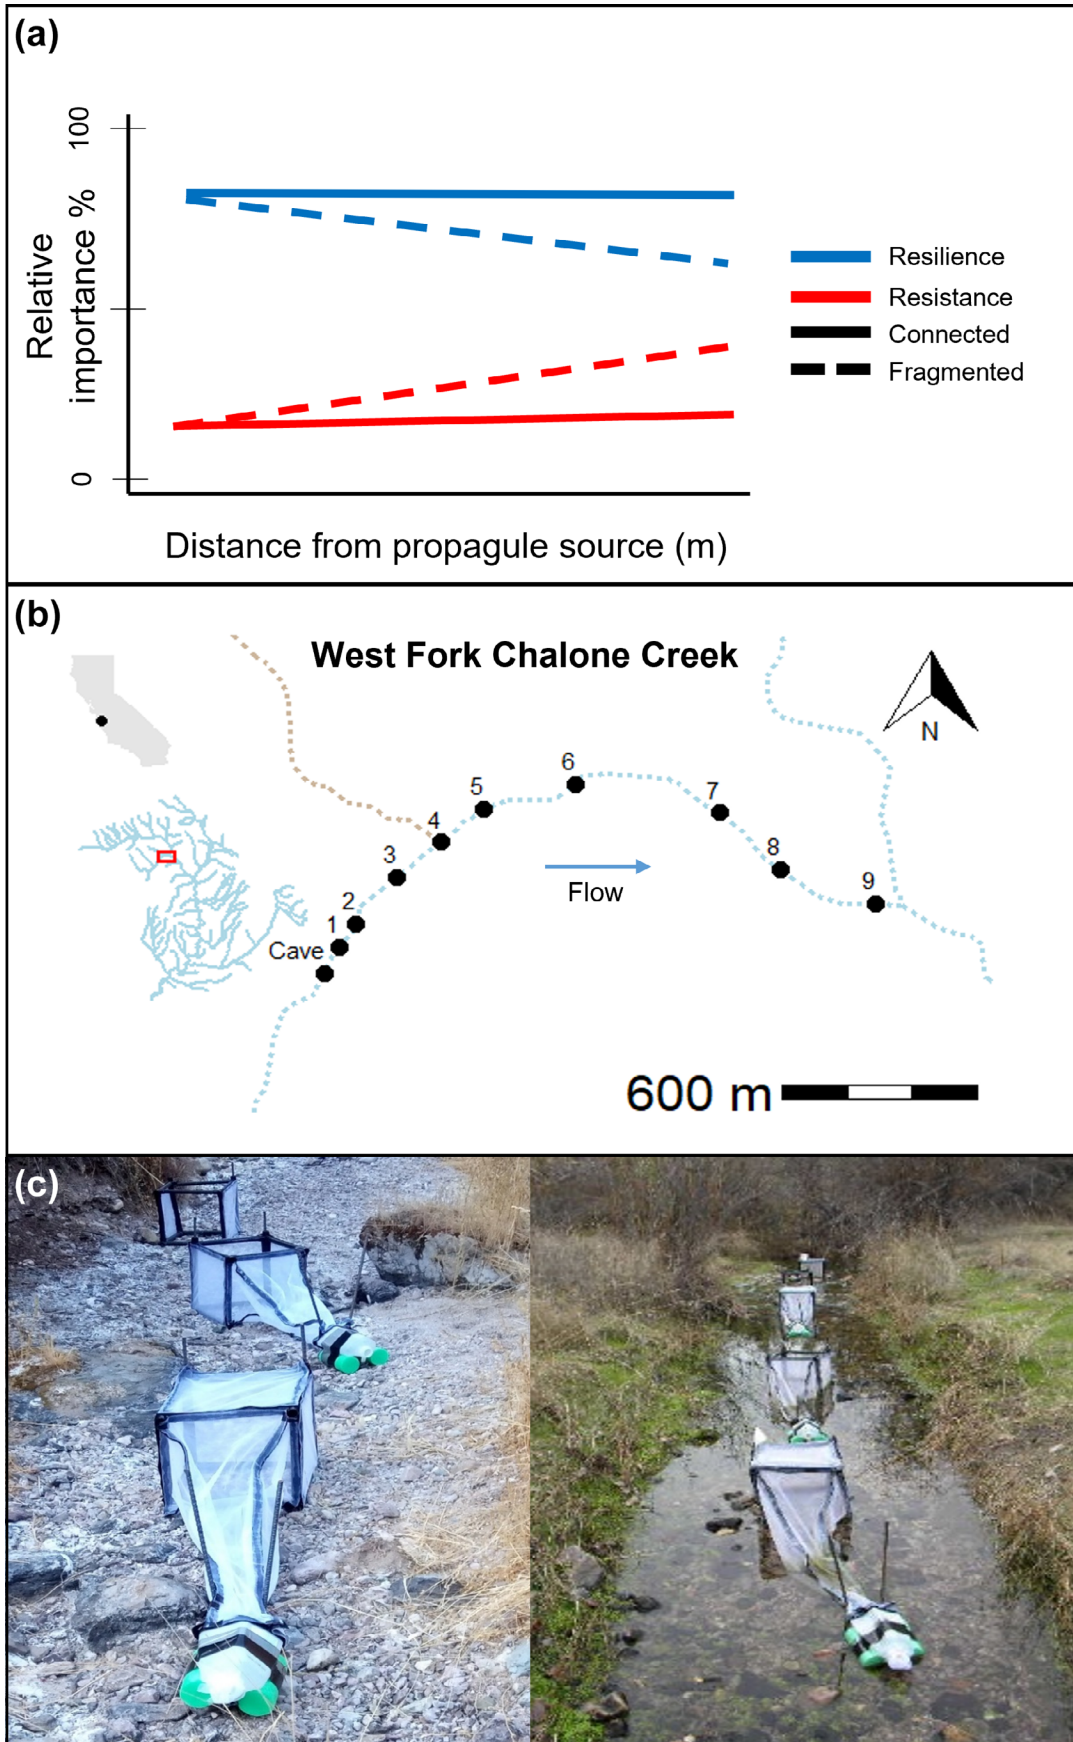 (a)
100
Relative
importance %
0
Distance from propagule source (m)
Resilience
Resistance
Connected
Fragmented
(b)
West Fork Chalone Creek
N
6
5
7
4
8
3
9
2
Flow
1
Cave
600 m
(c)